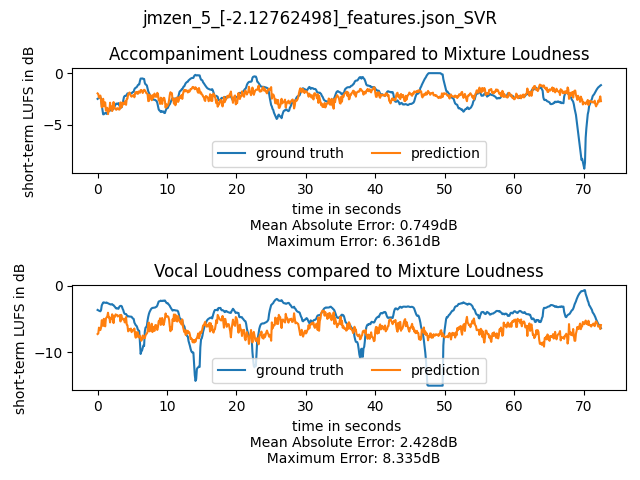 jmzen_5_[-2.12762498]_features.json_SVR
Accompaniment Loudness compared to Mixture Loudness
short-term LUFS in dB
0
−5
ground truth
prediction
0 10 20 30 40 50 60 70
time in seconds
Mean Absolute Error: 0.749dB
Maximum Error: 6.361dB
Vocal Loudness compared to Mixture Loudness
short-term LUFS in dB
0
−10
ground truth
prediction
0 10 20 30 40 50 60 70
time in seconds
Mean Absolute Error: 2.428dB
Maximum Error: 8.335dB